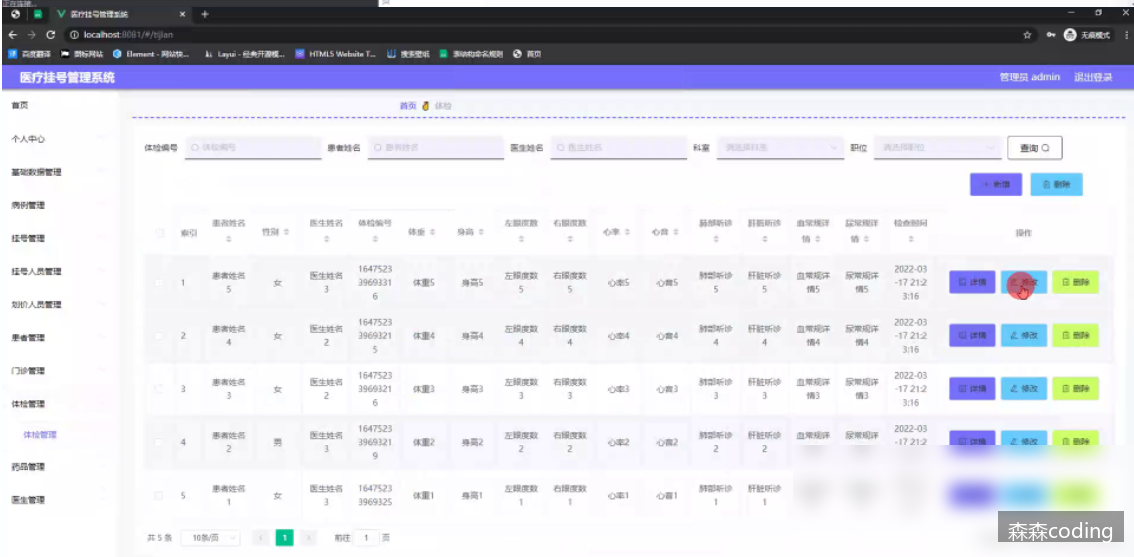 医疗挂号管理系统
localhost:8081/#/tijian
无痕模式
百度翻译 图标网站 Element - 网站快... Layui - 经典开源模... HTML5 Website T... 搜索壁纸 源码构命名规则 首页
医疗挂号管理系统 管理员 admin 退出登录
首页 体检
首页
个人中心
基础数据管理
病例管理
挂号管理
挂号人员管理
划价人员管理
患者管理
门诊管理
体检管理
体检管理
药品管理
医生管理
体检编号 体检编号 患者姓名 患者姓名 医生姓名 医生姓名 科室 请选择科室 职位 请选择职位 查询
新增 删除
索引 患者姓名 性别 医生姓名 体检编号 体重 身高 左眼度数 右眼度数 心率 心音 肺部听诊 肝脏听诊 血常规详情 尿常规详情 检查时间 操作
1 患者姓名5 女 医生姓名3 164752339693316 体重5 身高5 左眼度数5 右眼度数5 心率5 心音5 肺部听诊5 肝脏听诊5 血常规详情5 尿常规详情5 2022-03-17 21:23:16 详情 修改 删除
2 患者姓名4 女 医生姓名2 164752339693215 体重4 身高4 左眼度数4 右眼度数4 心率4 心音4 肺部听诊4 肝脏听诊4 血常规详情4 尿常规详情4 2022-03-17 21:23:16 详情 修改 删除
3 患者姓名3 女 医生姓名2 164752339693216 体重3 身高3 左眼度数3 右眼度数3 心率3 心音3 肺部听诊3 肝脏听诊3 血常规详情3 尿常规详情3 2022-03-17 21:23:16 详情 修改 删除
4 患者姓名2 男 医生姓名3 164752339693219 体重2 身高2 左眼度数2 右眼度数2 心率2 心音2 肺部听诊2 肝脏听诊2 血常规详 尿常规详 2022-03-17 21:2 详情 修改 删除
5 患者姓名1 女 医生姓名3 16475233969325 体重1 身高1 左眼度数1 右眼度数1 心率1 心音1 肺部听诊1 肝脏听诊1
共 5 条 10条/页 1 前往 1 页
森森coding